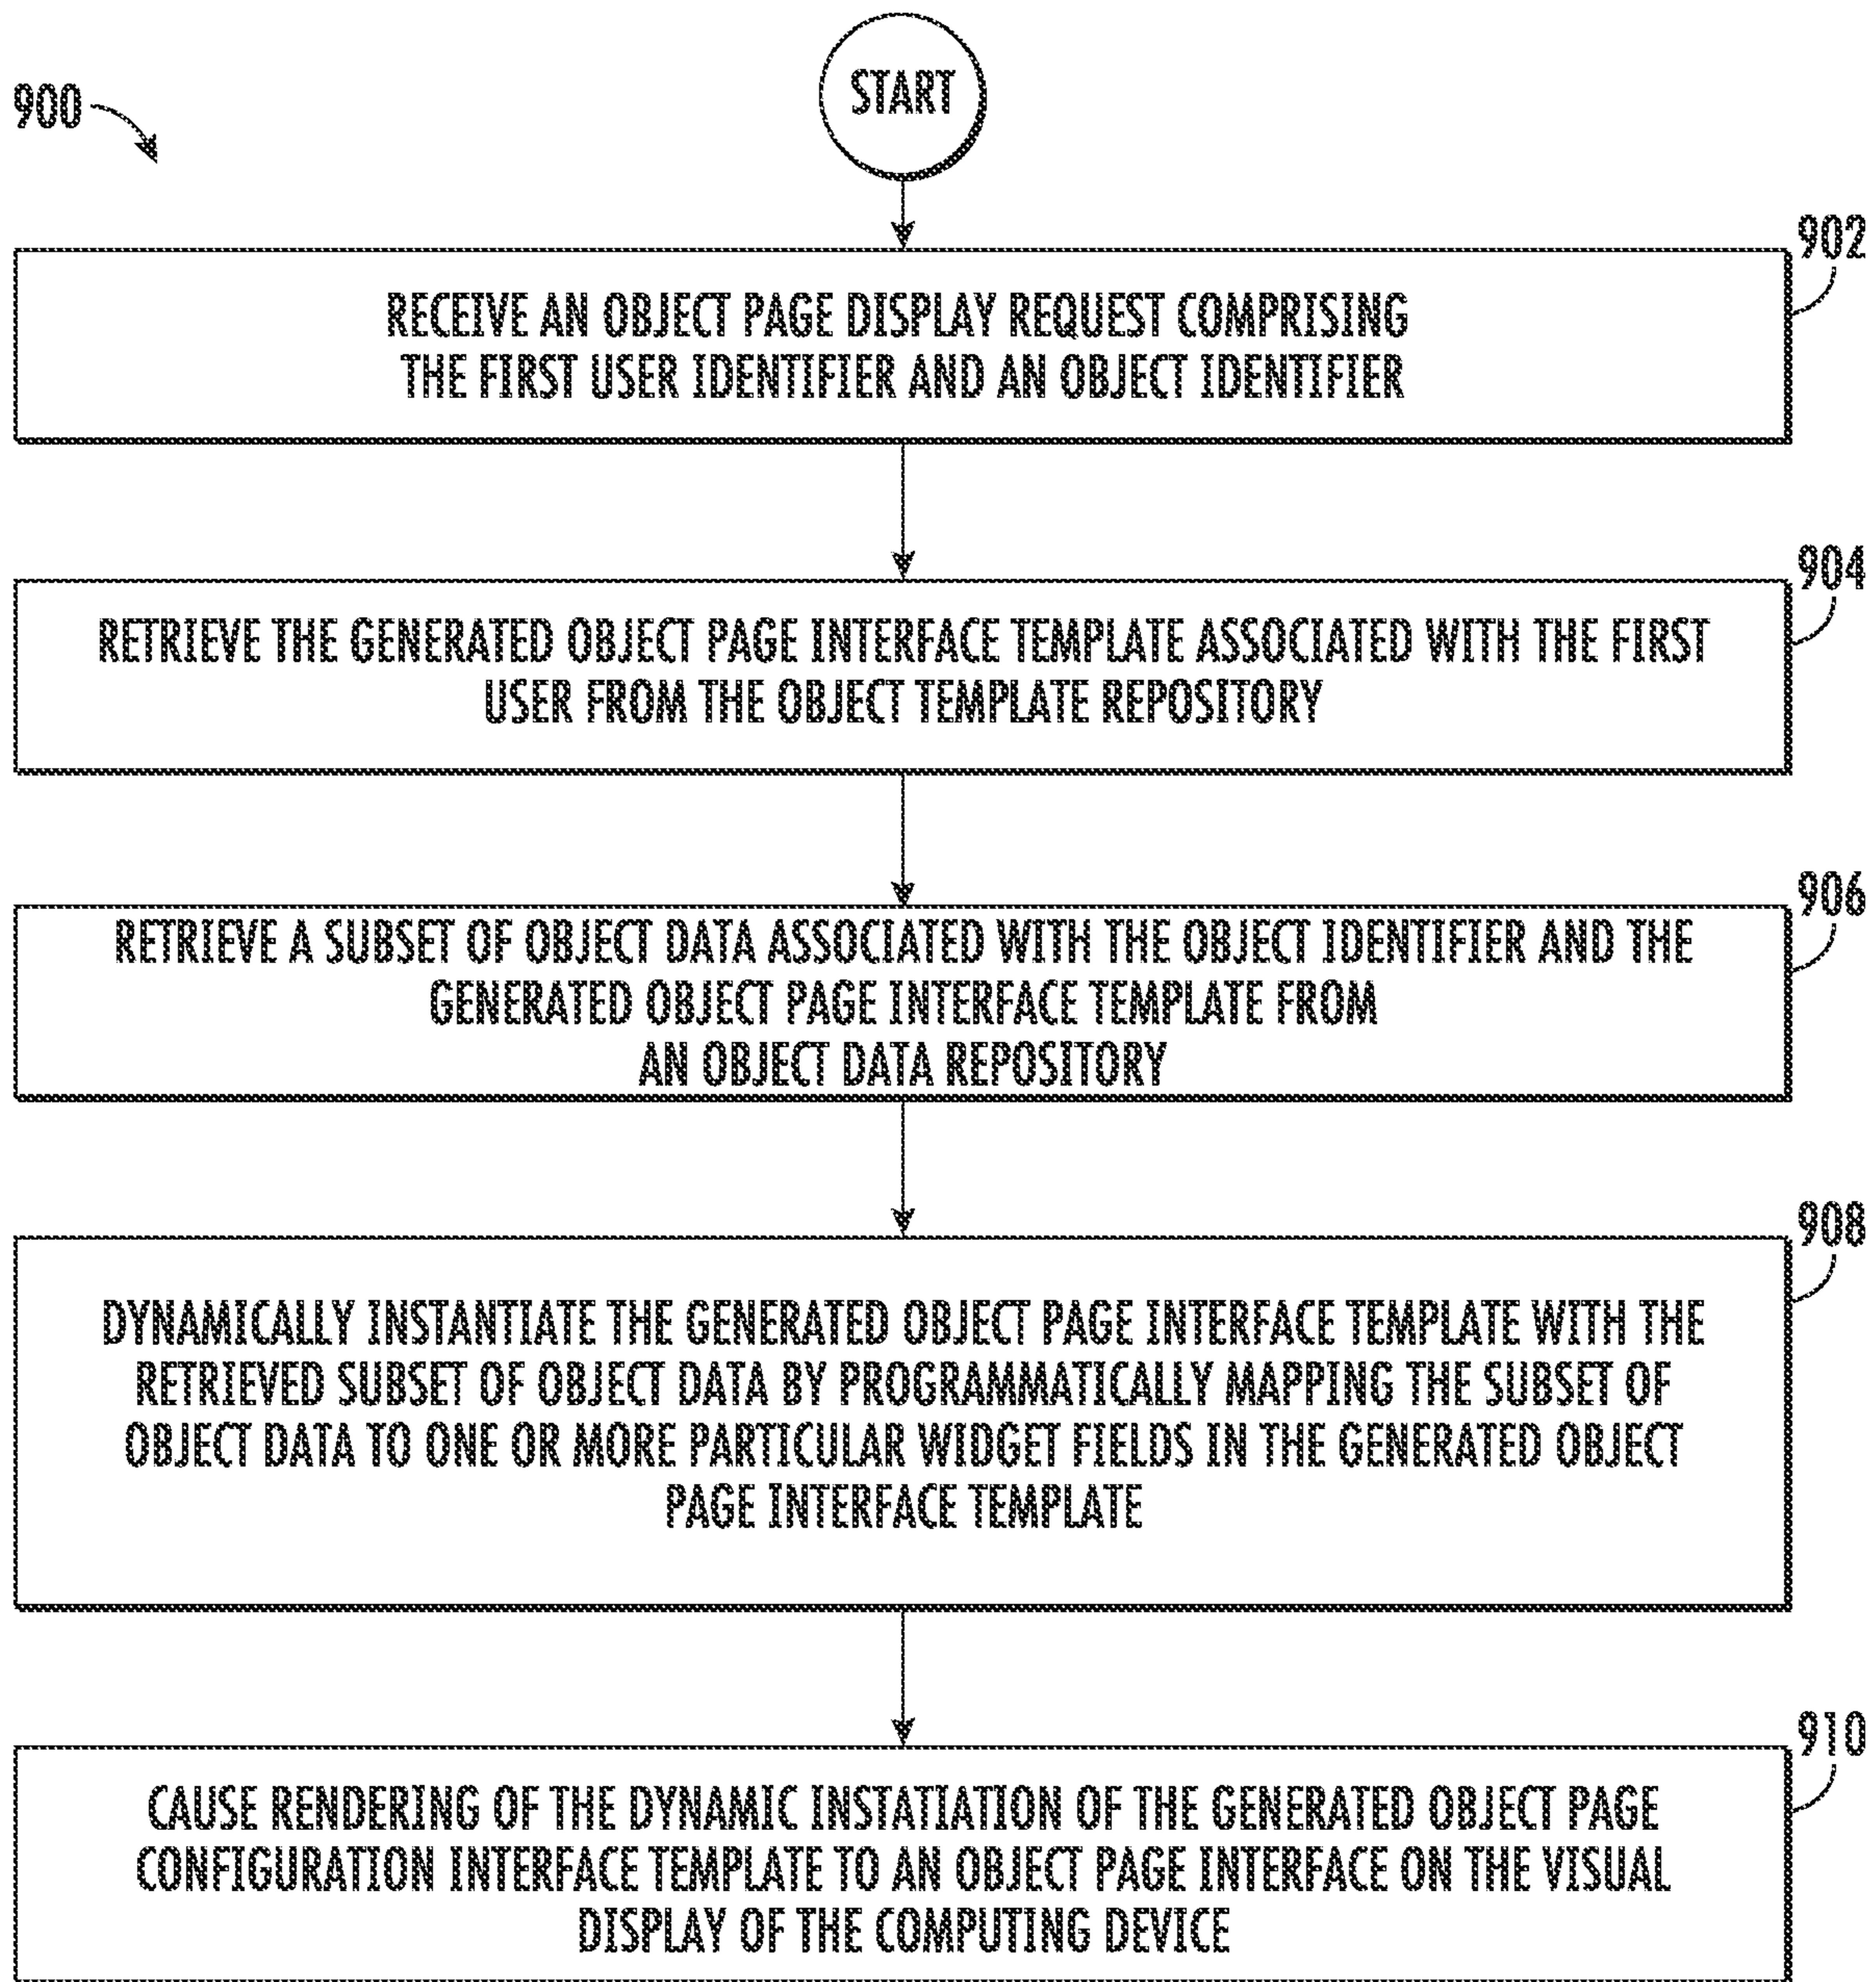 START
900
902
RECEIVE AN OBJECT PAGE DISPLAY REQUEST COMPRISING
THE FIRST USER IDENTIFIER AND AN OBJECT IDENTIFIER
904
RETRIEVE THE GENERATED OBJECT PAGE INTERFACE TEMPLATE ASSOCIATED WITH THE FIRST
USER FROM THE OBJECT TEMPLATE REPOSITORY
906
RETRIEVE A SUBSET OF OBJECT DATA ASSOCIATED WITH THE OBJECT IDENTIFIER AND THE
GENERATED OBJECT PAGE INTERFACE TEMPLATE FROM
AN OBJECT DATA REPOSITORY
908
DYNAMICALLY INSTANTIATE THE GENERATED OBJECT PAGE INTERFACE TEMPLATE WITH THE
RETRIEVED SUBSET OF OBJECT DATA BY PROGRAMMATICALLY MAPPING THE SUBSET OF
OBJECT DATA TO ONE OR MORE PARTICULAR WIDGET FIELDS IN THE GENERATED OBJECT
PAGE INTERFACE TEMPLATE
910
CAUSE RENDERING OF THE DYNAMIC INSTATIATION OF THE GENERATED OBJECT PAGE
CONFIGURATION INTERFACE TEMPLATE TO AN OBJECT PAGE INTERFACE ON THE VISUAL
DISPLAY OF THE COMPUTING DEVICE